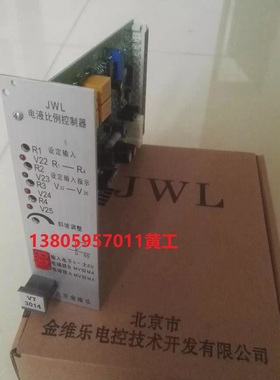 JWL
电液比例控制器
R1 设定输入
V22 R₁—R₄
R2
V23 设定输入指示
R3 V₂₂—V₂₅
V24
R4
V25
斜坡调整
JWL
13805957011黄工
VT
3014
北京市
金维乐电控技术开发有限公司